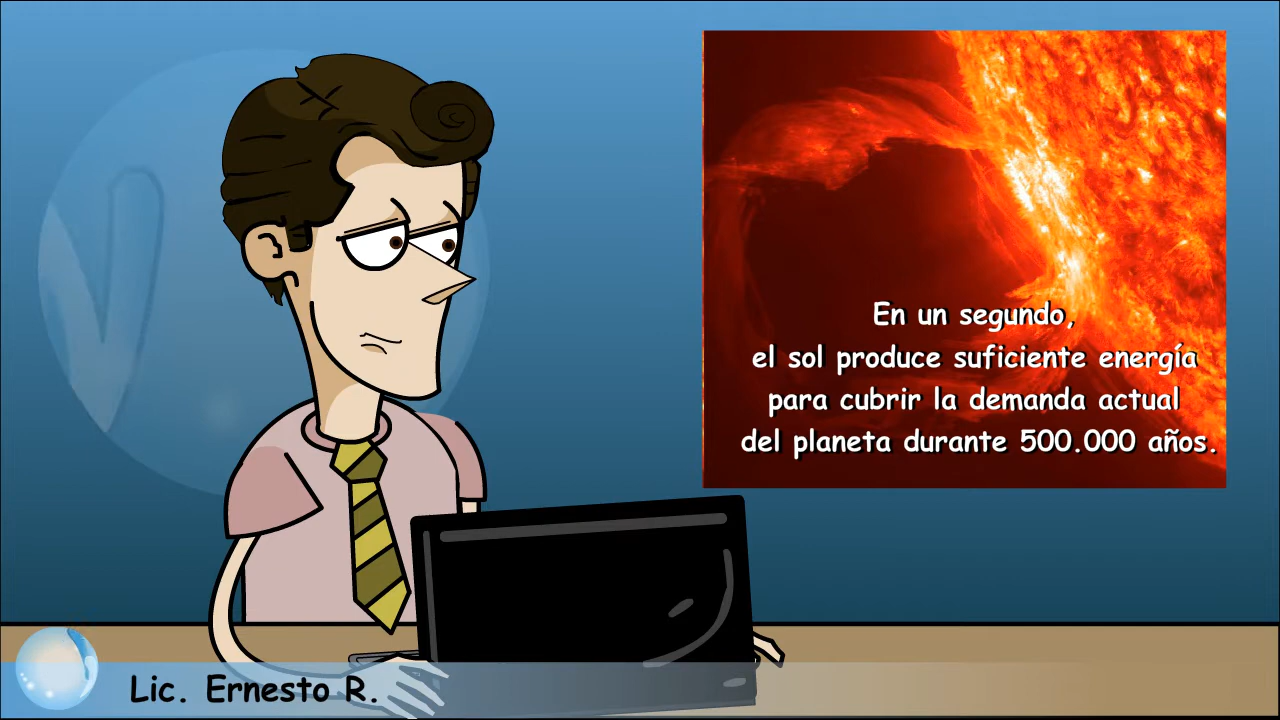 En un segundo,
el sol produce suficiente energía
para cubrir la demanda actual
del planeta durante 500.000 años.
Lic. Ernesto R.